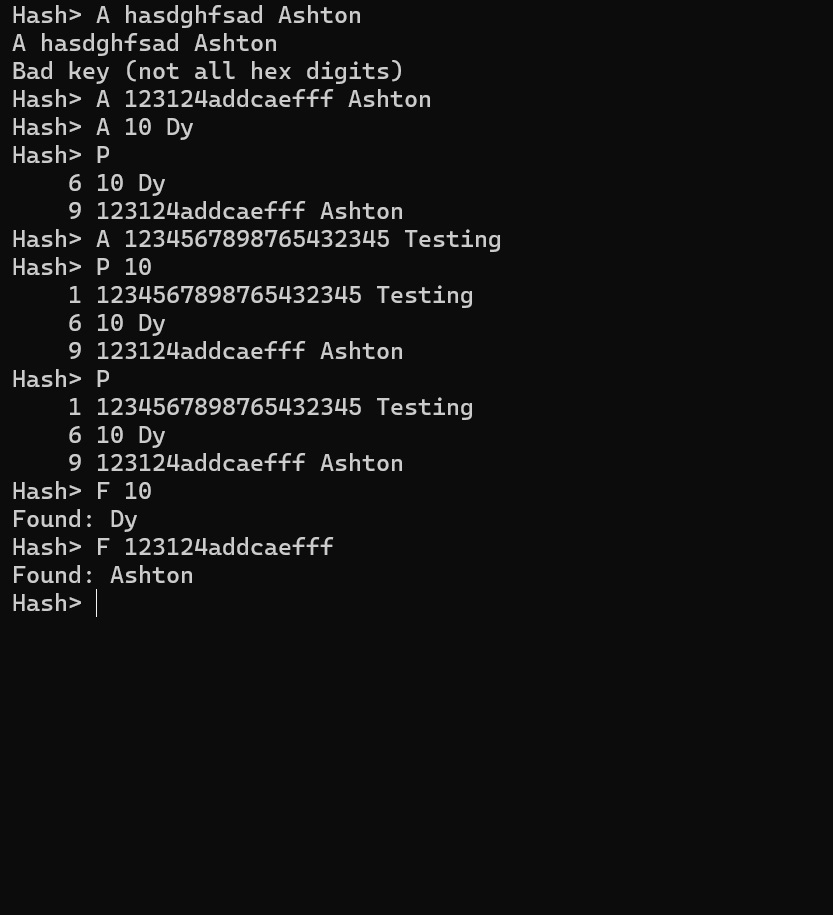 Hash> A hasdghfsad Ashton
A hasdghfsad Ashton
Bad key (not all hex digits)
Hash> A 123124addcaefff Ashton
Hash> A 10 Dy
Hash> P
    6 10 Dy
    9 123124addcaefff Ashton
Hash> A 1234567898765432345 Testing
Hash> P 10
    1 1234567898765432345 Testing
    6 10 Dy
    9 123124addcaefff Ashton
Hash> P
    1 1234567898765432345 Testing
    6 10 Dy
    9 123124addcaefff Ashton
Hash> F 10
Found: Dy
Hash> F 123124addcaefff
Found: Ashton
Hash>